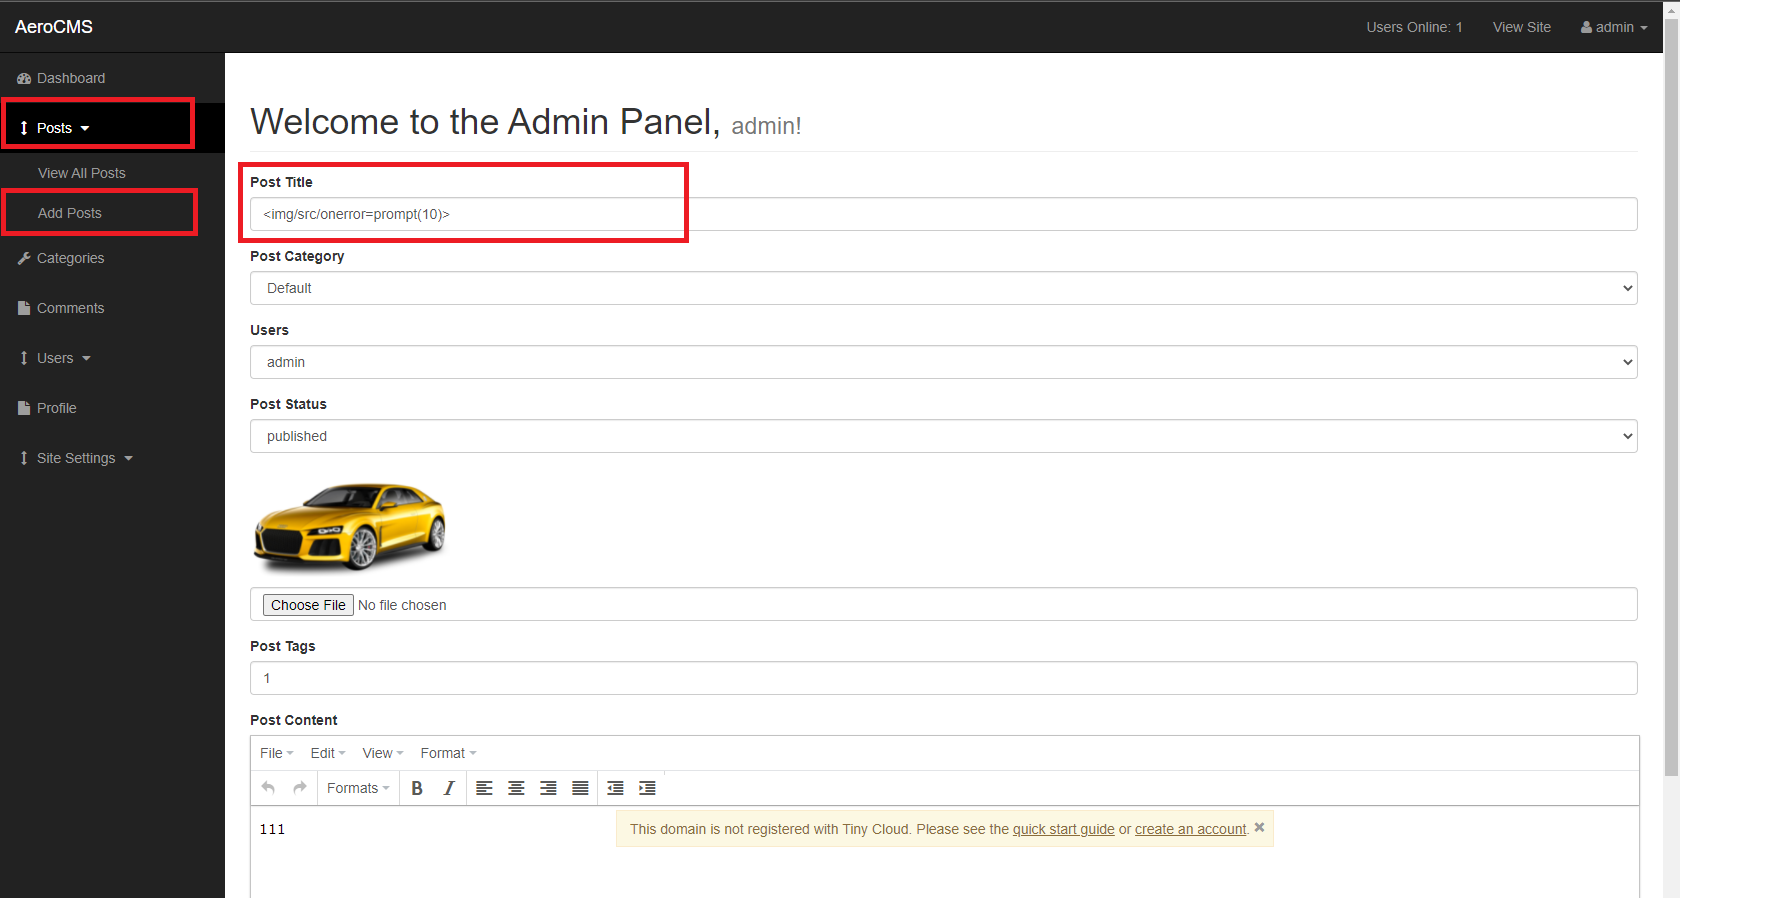 AeroCMS
Users Online: 1
View Site
admin
Dashboard
Posts
View All Posts
Add Posts
Categories
Comments
Users
Profile
Site Settings
Welcome to the Admin Panel, admin!
Post Title
<img/src/onerror=prompt(10)>
Post Category
Default
Users
admin
Post Status
published
Choose File No file chosen
Post Tags
1
Post Content
File Edit View Format
Formats B I
111
This domain is not registered with Tiny Cloud. Please see the quick start guide or create an account.